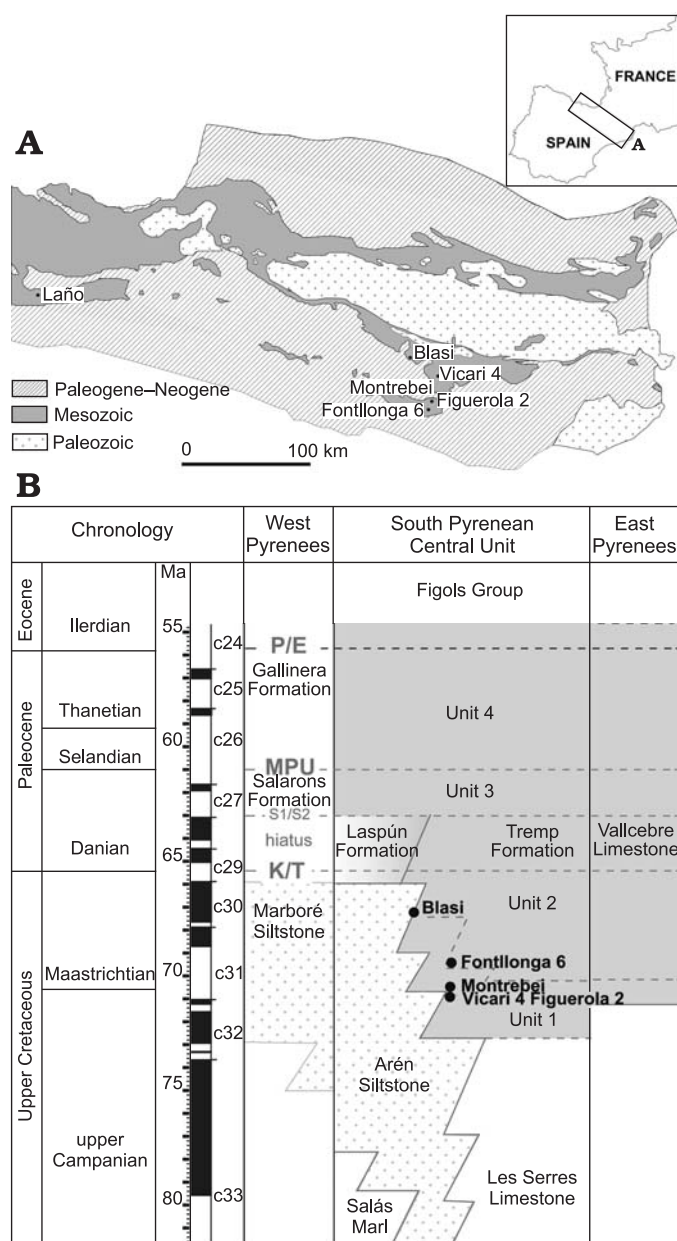 A
FRANCE
SPAIN
A
Laño
Blasi
Vicari 4
Montrebei
Figuerola 2
Fontllonga 6
Paleogene–Neogene
Mesozoic
Paleozoic
0 100 km
B
Chronology
West
Pyrenees
South Pyrenean
Central Unit
East
Pyrenees
Ma
Eocene
Ilerdian
55
c24
P/E
Figols Group
Gallinera
Formation
c25
Paleocene
Thanetian
60
c26
Unit 4
Selandian
MPU
Salarons
Formation
c27
Unit 3
S1/S2
hiatus
Laspún
Formation
Tremp
Formation
Vallcebre
Limestone
Danian
65
c29
K/T
Marboré
Siltstone
c30
Blasi
Unit 2
Upper Cretaceous
Maastrichtian
70
c31
Fontllonga 6
Montrebei
Vicari 4 Figuerola 2
Unit 1
c32
Arén
Siltstone
75
upper
Campanian
80
c33
Salás
Marl
Les Serres
Limestone